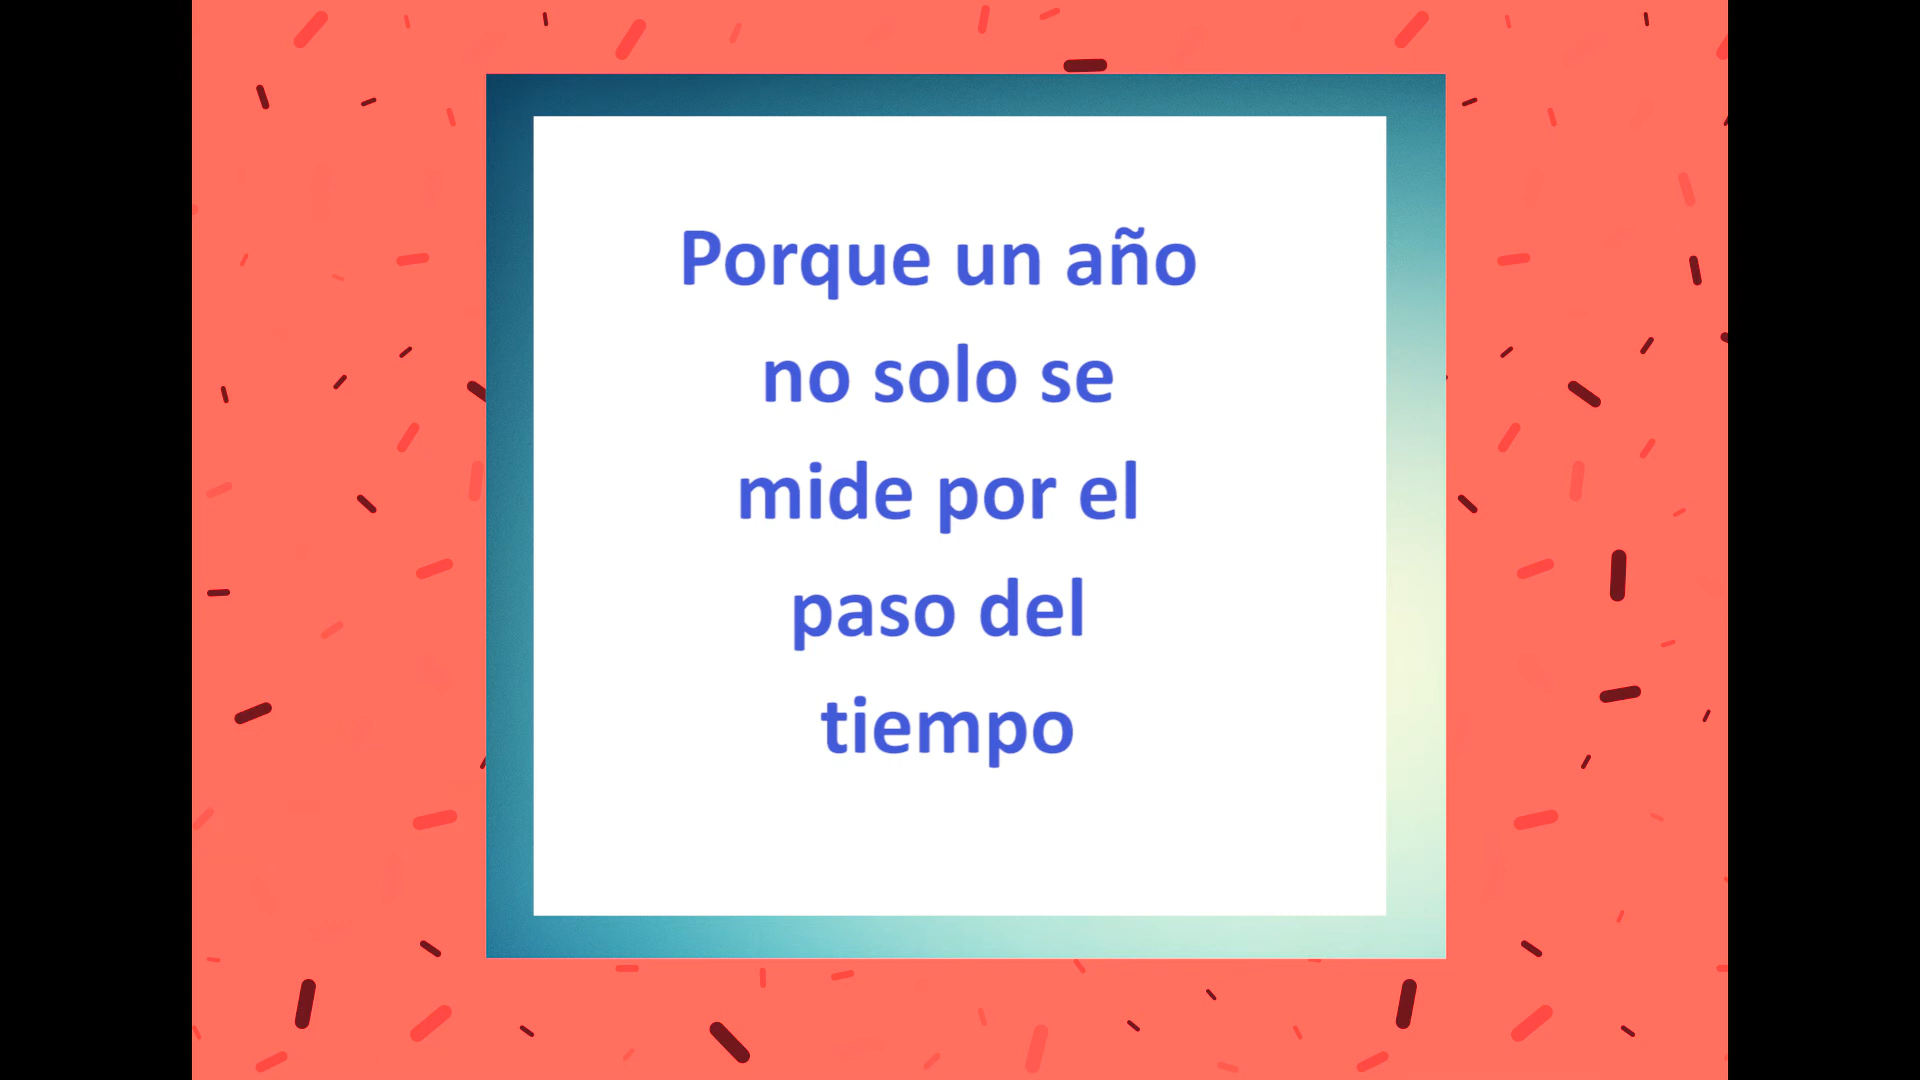 Porque un año
no solo se
mide por el
paso del
tiempo